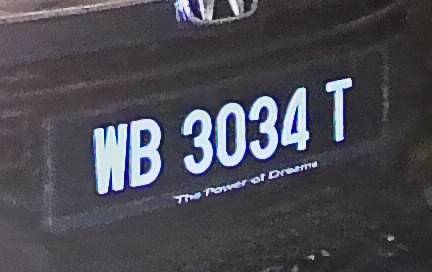 WB 3034 T
The Power of Dreams